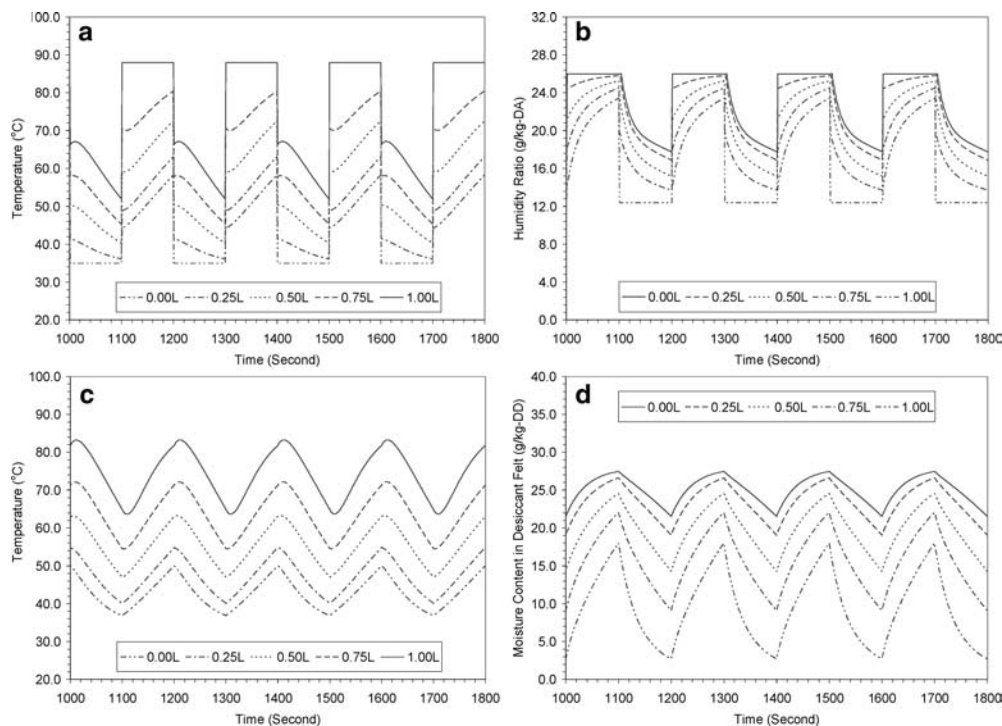 a
100.0
90.0
80.0
70.0
60.0
50.0
40.0
30.0
20.0
Temperature (°C)
0.00L 0.25L 0.50L 0.75L 1.00L
1000 1100 1200 1300 1400 1500 1600 1700 1800
Time (Second)
b
32.0
28.0
24.0
20.0
16.0
12.0
8.0
4.0
0.0
Humidity Ratio (g/kg-DA)
0.00L 0.25L 0.50L 0.75L 1.00L
1000 1100 1200 1300 1400 1500 1600 1700 1800
Time (Second)
c
100.0
90.0
80.0
70.0
60.0
50.0
40.0
30.0
20.0
Temperature (°C)
0.00L 0.25L 0.50L 0.75L 1.00L
1000 1100 1200 1300 1400 1500 1600 1700 1800
Time (Second)
d
40.0
35.0
30.0
25.0
20.0
15.0
10.0
5.0
0.0
Moisture Content in Desiccant Felt (g/kg-DD)
0.00L 0.25L 0.50L 0.75L 1.00L
1000 1100 1200 1300 1400 1500 1600 1700 1800
Time (Second)